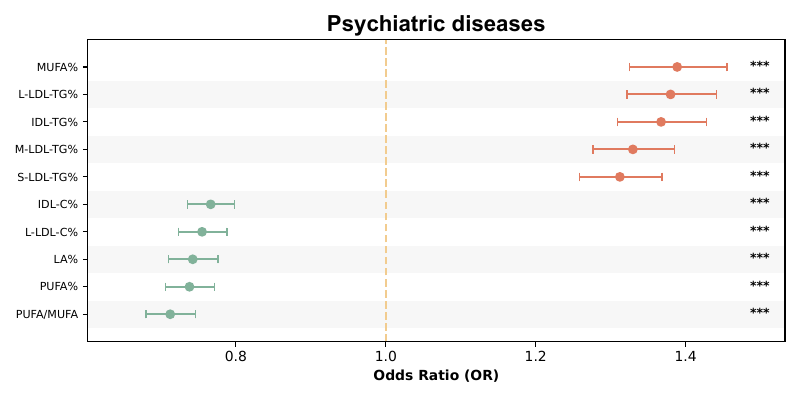 Psychiatric diseases
MUFA% ***
L-LDL-TG% ***
IDL-TG% ***
M-LDL-TG% ***
S-LDL-TG% ***
IDL-C% ***
L-LDL-C% ***
LA% ***
PUFA% ***
PUFA/MUFA ***
0.8 1.0 1.2 1.4
Odds Ratio (OR)